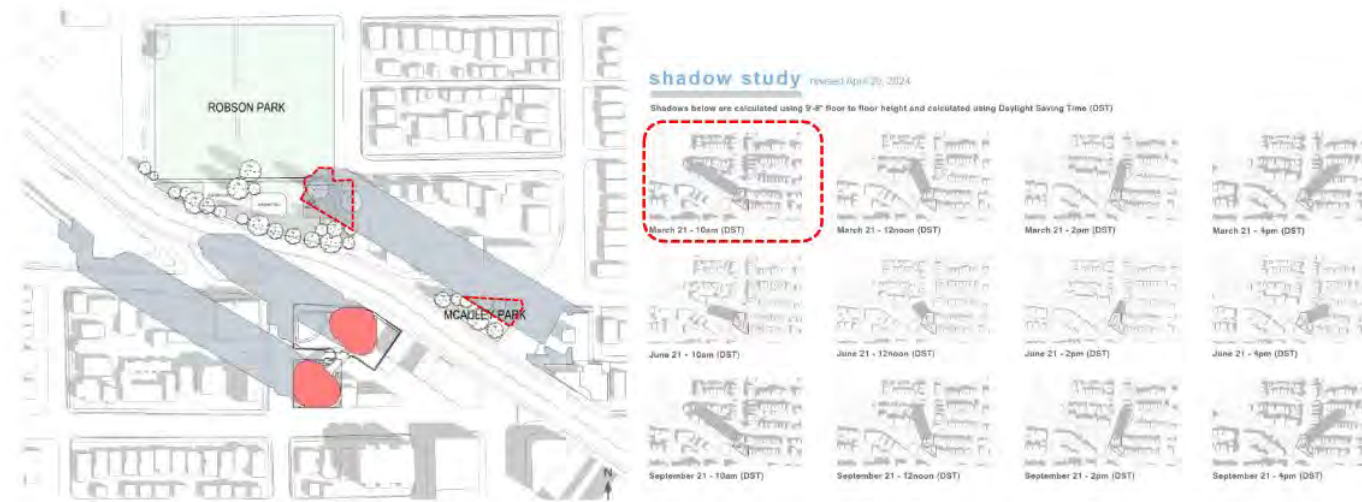 ROBSON PARK
MCAULEY PARK
N
shadow study revised April 29, 2024
Shadows below are calculated using 9'-8" floor to floor height and calculated using Daylight Saving Time (DST)
March 21 - 10am (DST)
March 21 - 12noon (DST)
March 21 - 2pm (DST)
March 21 - 4pm (DST)
June 21 - 10am (DST)
June 21 - 12noon (DST)
June 21 - 2pm (DST)
June 21 - 4pm (DST)
September 21 - 10am (DST)
September 21 - 12noon (DST)
September 21 - 2pm (DST)
September 21 - 4pm (DST)